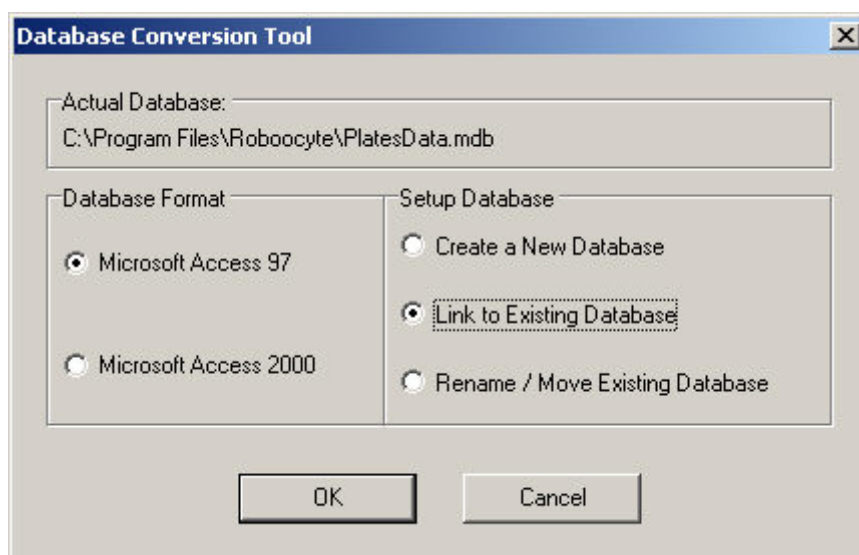 Database Conversion Tool
Actual Database:
C:\Program Files\Roboocyte\PlatesData.mdb
Database Format
Microsoft Access 97
Microsoft Access 2000
Setup Database
Create a New Database
Link to Existing Database
Rename / Move Existing Database
OK
Cancel